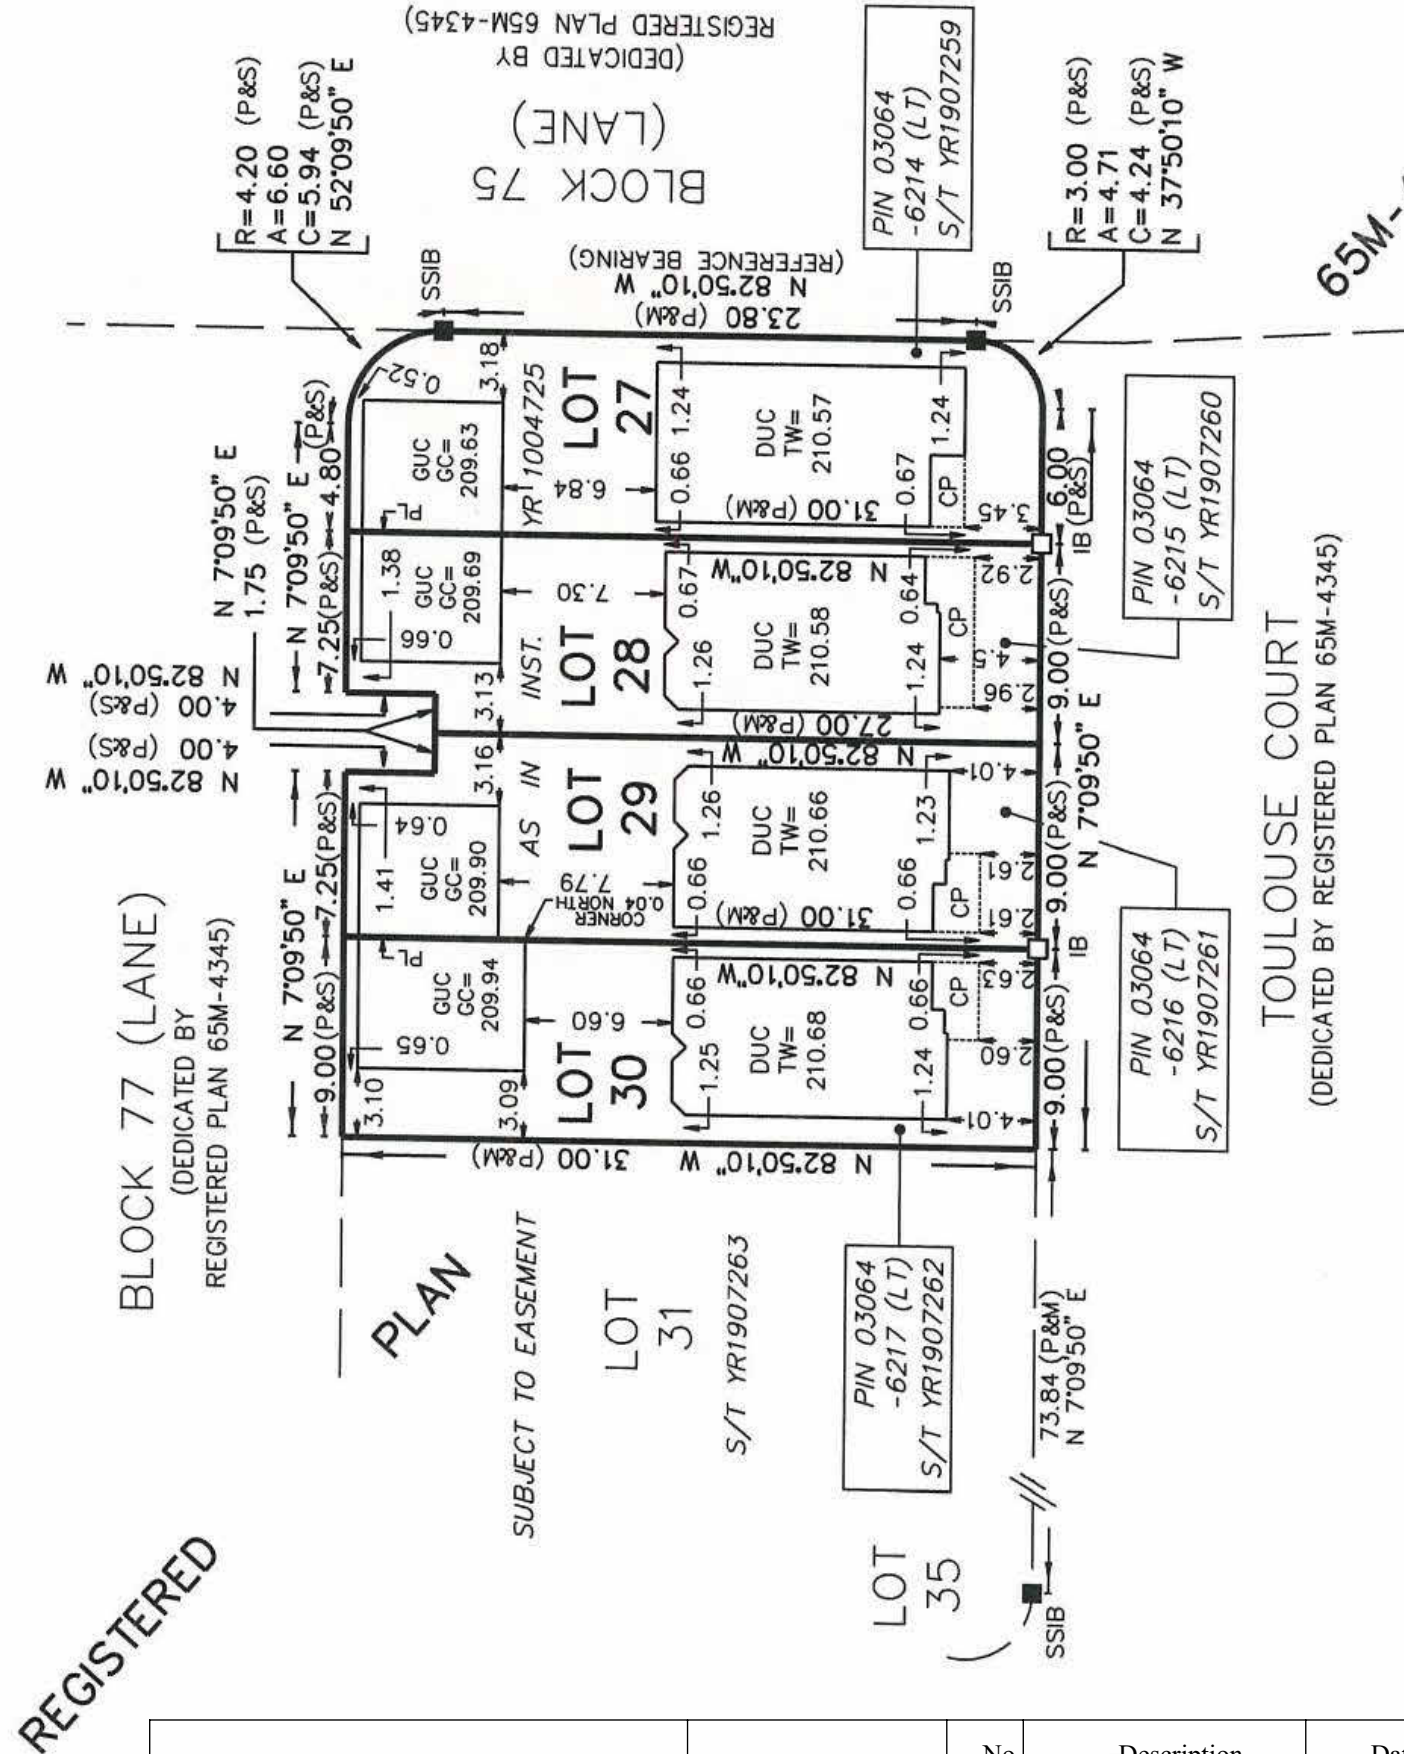 REGISTERED
PLAN
65M-
BLOCK 77 (LANE)
(DEDICATED BY
REGISTERED PLAN 65M-4345)
R=4.20 (P&S)
A=6.60
C=5.94 (P&S)
N 52°09'50" E
(DEDICATED BY
REGISTERED PLAN 65M-4345)
BLOCK 75
(LANE)
N 82°50'10" W
(REFERENCE BEARING)
23.80 (P&M)
SSIB
SSIB
R=3.00 (P&S)
A=4.71
C=4.24 (P&S)
N 37°50'10" W
PIN 03064
-6214 (LT)
S/T YR1907259
PIN 03064
-6215 (LT)
S/T YR1907260
PIN 03064
-6216 (LT)
S/T YR1907261
PIN 03064
-6217 (LT)
S/T YR1907262
N 7°09'50" E
1.75 (P&S)
N 82°50'10" W
4.00 (P&S)
4.00 (P&S)
N 82°50'10" W
N 7°09'50" E
N 7°09'50" E
9.00 (P&S)
7.25 (P&S)
7.25 (P&S)
4.80 (P&S)
LOT
27
GUC
GC=
209.63
0.52
3.18
6.84
0.66
1.24
DUC
TW=
210.57
31.00 (P&M)
0.67
1.24
CP
3.45
6.00
(P&S)
IB
PL
LOT
28
GUC
GC=
209.69
1.38
0.66
3.13
7.30
0.67
1.26
N 82°50'10"W
DUC
TW=
210.58
27.00 (P&M)
0.64
1.24
CP
2.92
4.5
2.96
9.00 (P&S)
LOT
29
GUC
GC=
209.90
1.41
0.64
3.16
7.79
CORNER
0.04 NORTH
0.66
1.26
N 82°50'10" W
DUC
TW=
210.66
31.00 (P&M)
0.66
1.23
CP
4.01
2.61
2.61
9.00 (P&S)
IB
PL
LOT
30
GUC
GC=
209.94
0.65
3.10
3.09
6.60
0.66
1.25
N 82°50'10"W
DUC
TW=
210.68
0.66
1.24
CP
2.63
2.60
4.01
9.00 (P&S)
N 7°09'50" E
31.00 (P&M)
N 82°50'10" W
SUBJECT TO EASEMENT
AS IN
INST.
YR 1004725
LOT
31
S/T YR1907263
LOT
35
SSIB
73.84 (P&M)
N 7°09'50" E
TOULOUSE COURT
(DEDICATED BY REGISTERED PLAN 65M-4345)
Description